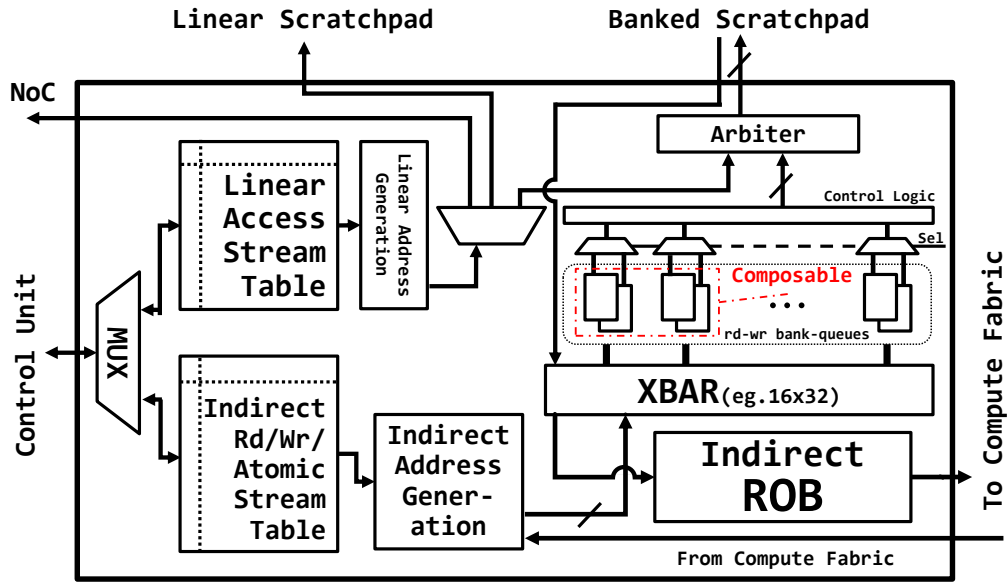 Linear Scratchpad
Banked Scratchpad
NoC
Arbiter
Linear
Access
Stream
Table
Linear Address
Generation
Control Logic
Sel
Composable
...
rd-wr bank-queues
Control Unit
MUX
To Compute Fabric
XBAR(eg.16x32)
Indirect
Rd/Wr/
Atomic
Stream
Table
Indirect
Address
Gener-
ation
Indirect
ROB
From Compute Fabric